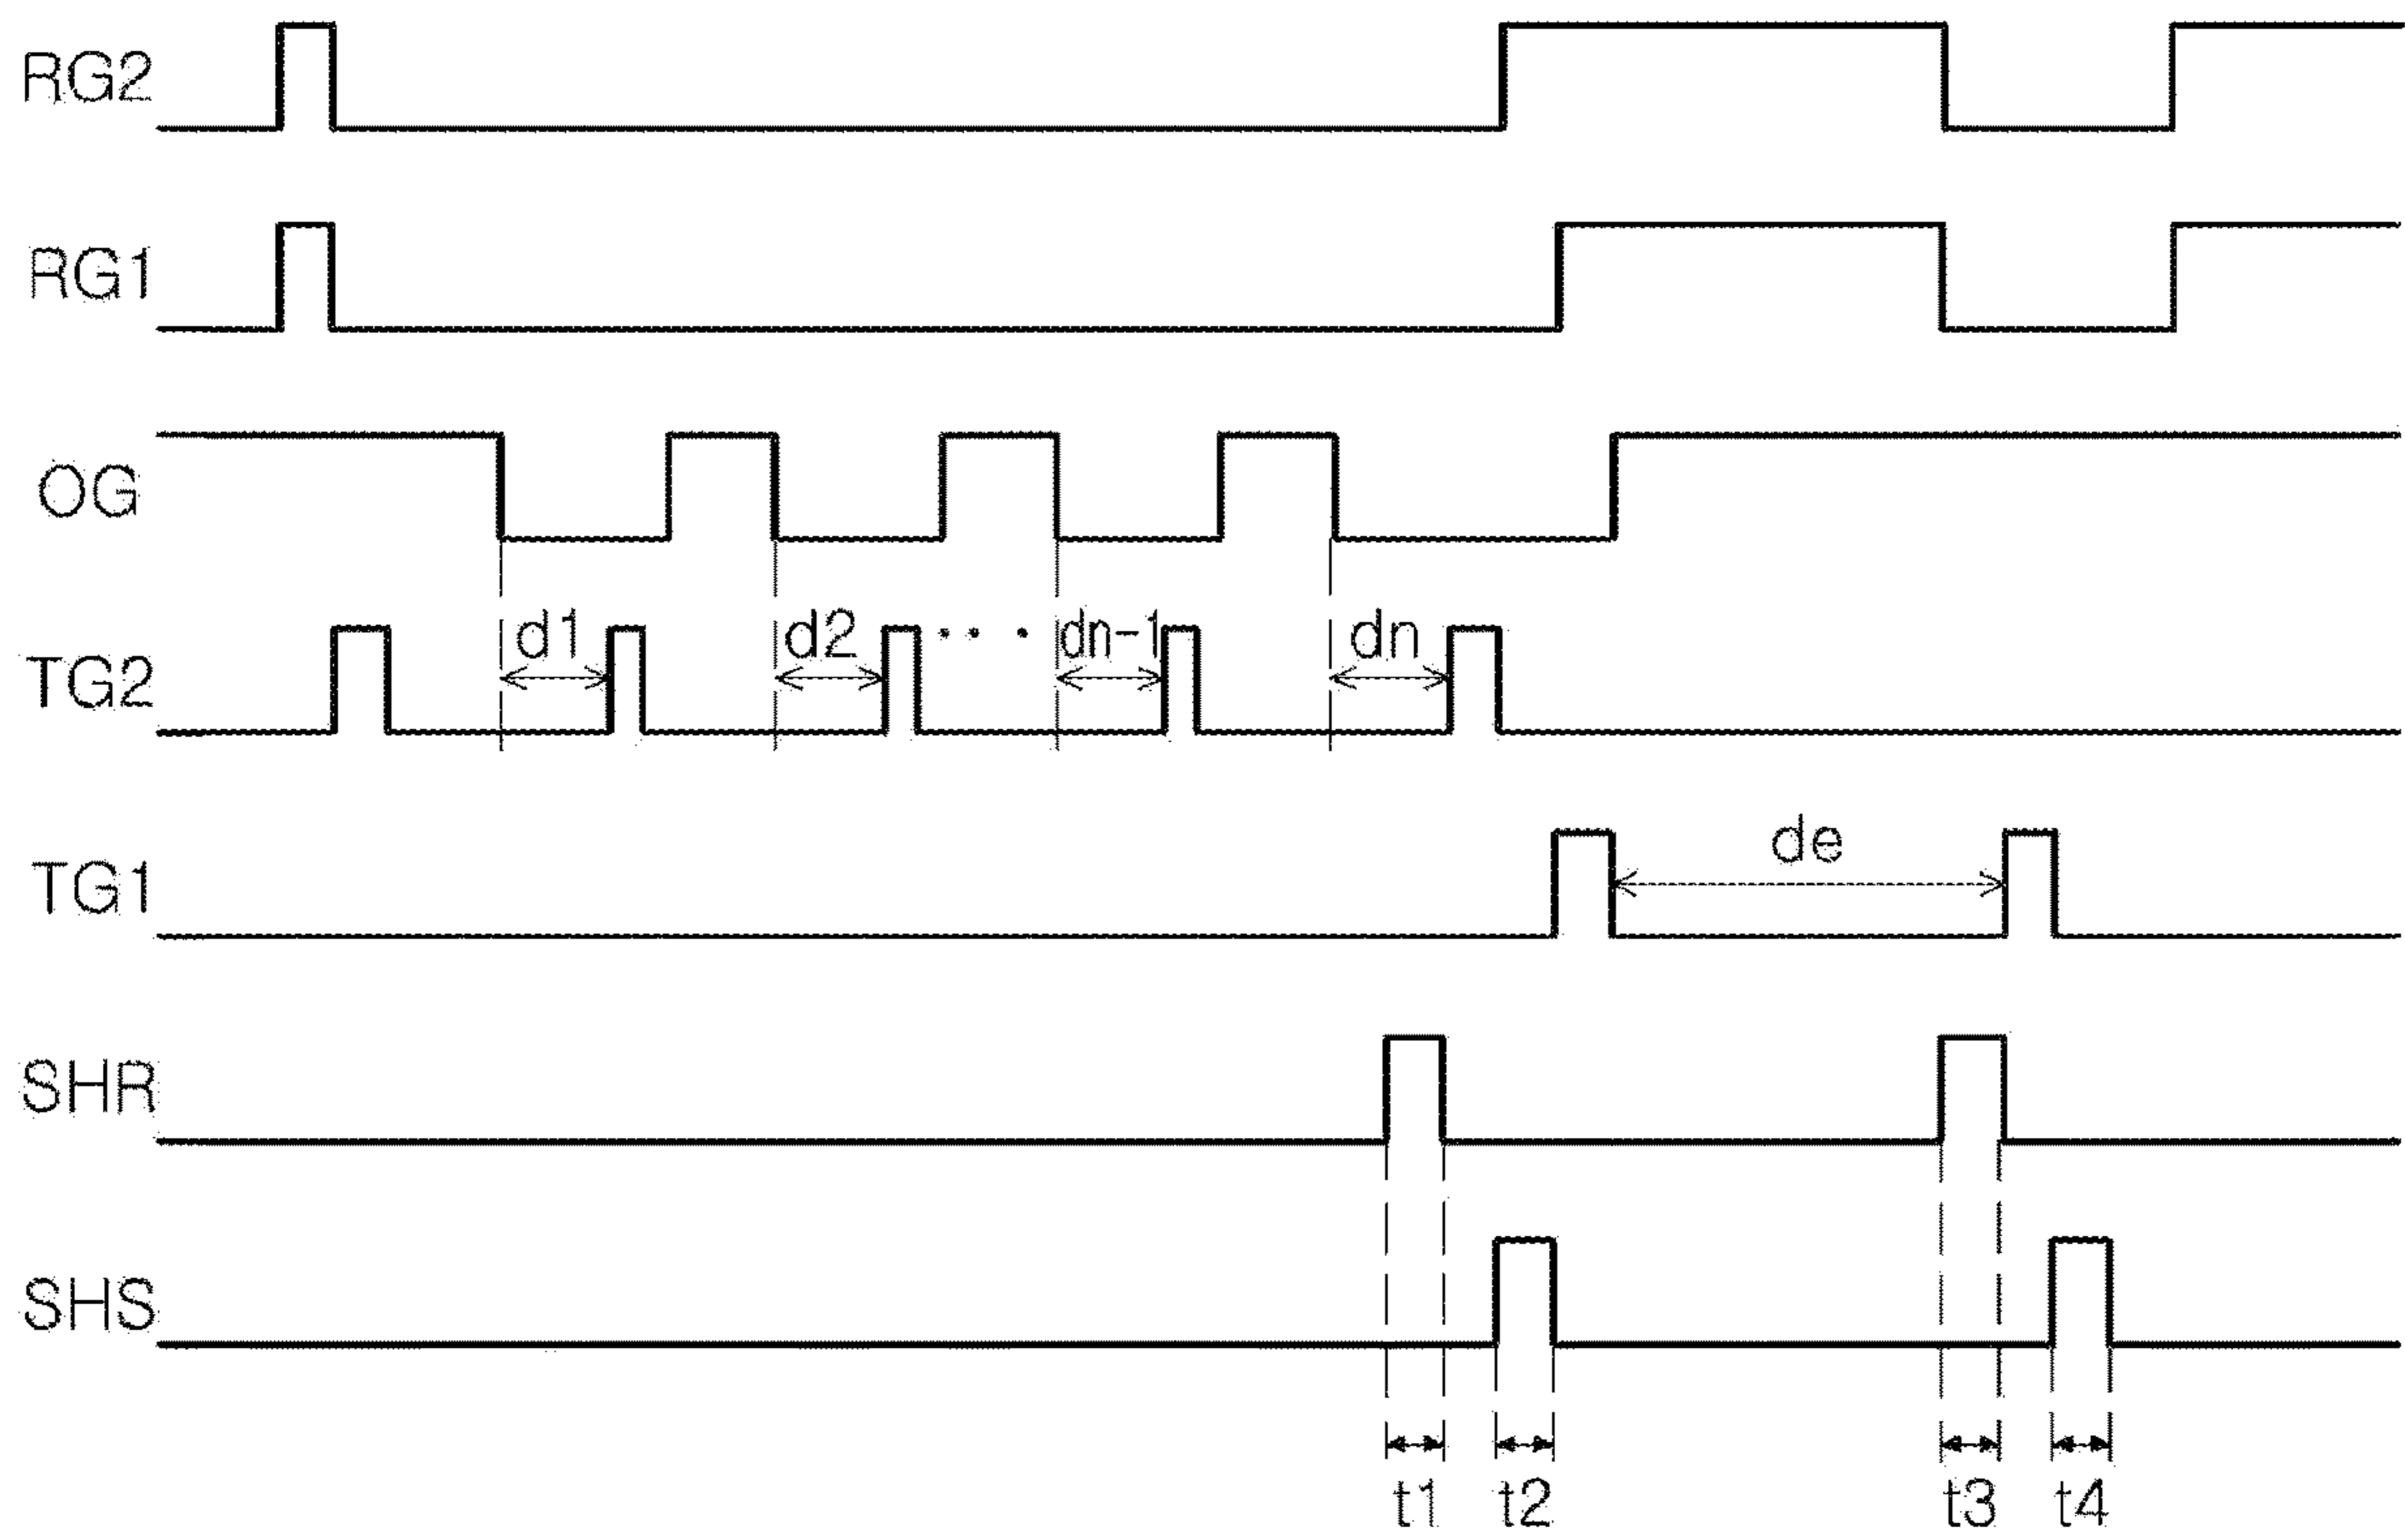 RG2
RG1
OG
TG2 d1 d2 ··· dn-1 dn
TG1 de
SHR
SHS
t1 t2 t3 t4